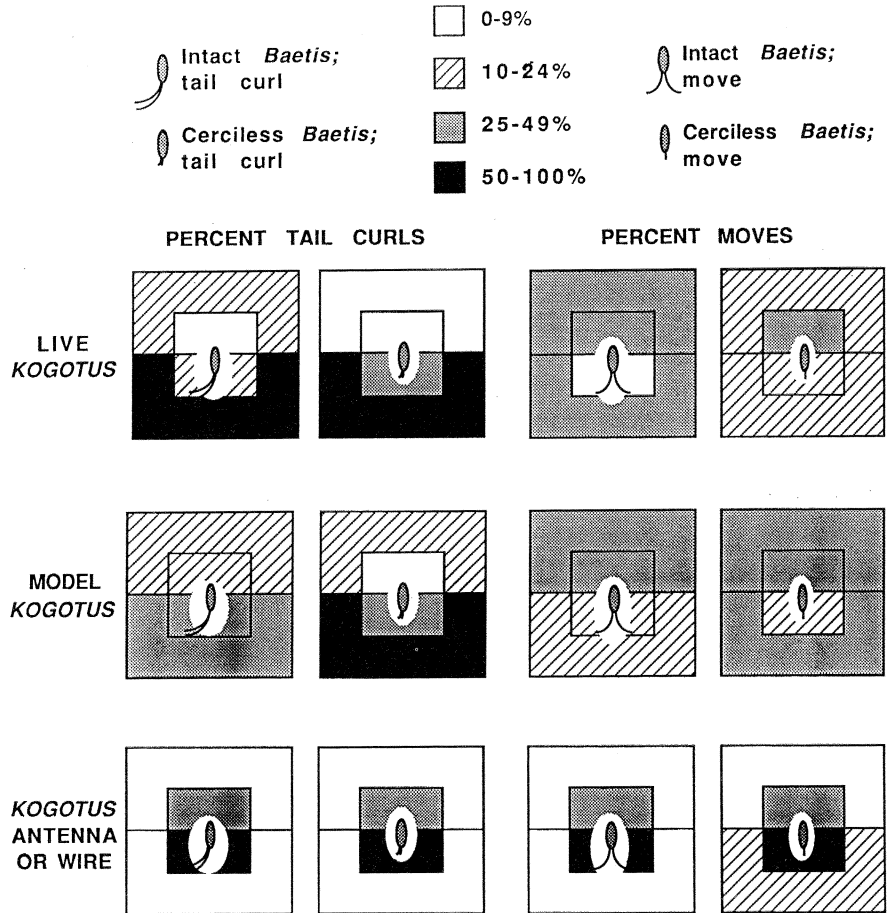 Intact Baetis;
tail curl
Cerciless Baetis;
tail curl
0-9%
10-24%
25-49%
50-100%
Intact Baetis;
move
Cerciless Baetis;
move
PERCENT TAIL CURLS
PERCENT MOVES
LIVE
KOGOTUS
MODEL
KOGOTUS
KOGOTUS
ANTENNA
OR WIRE